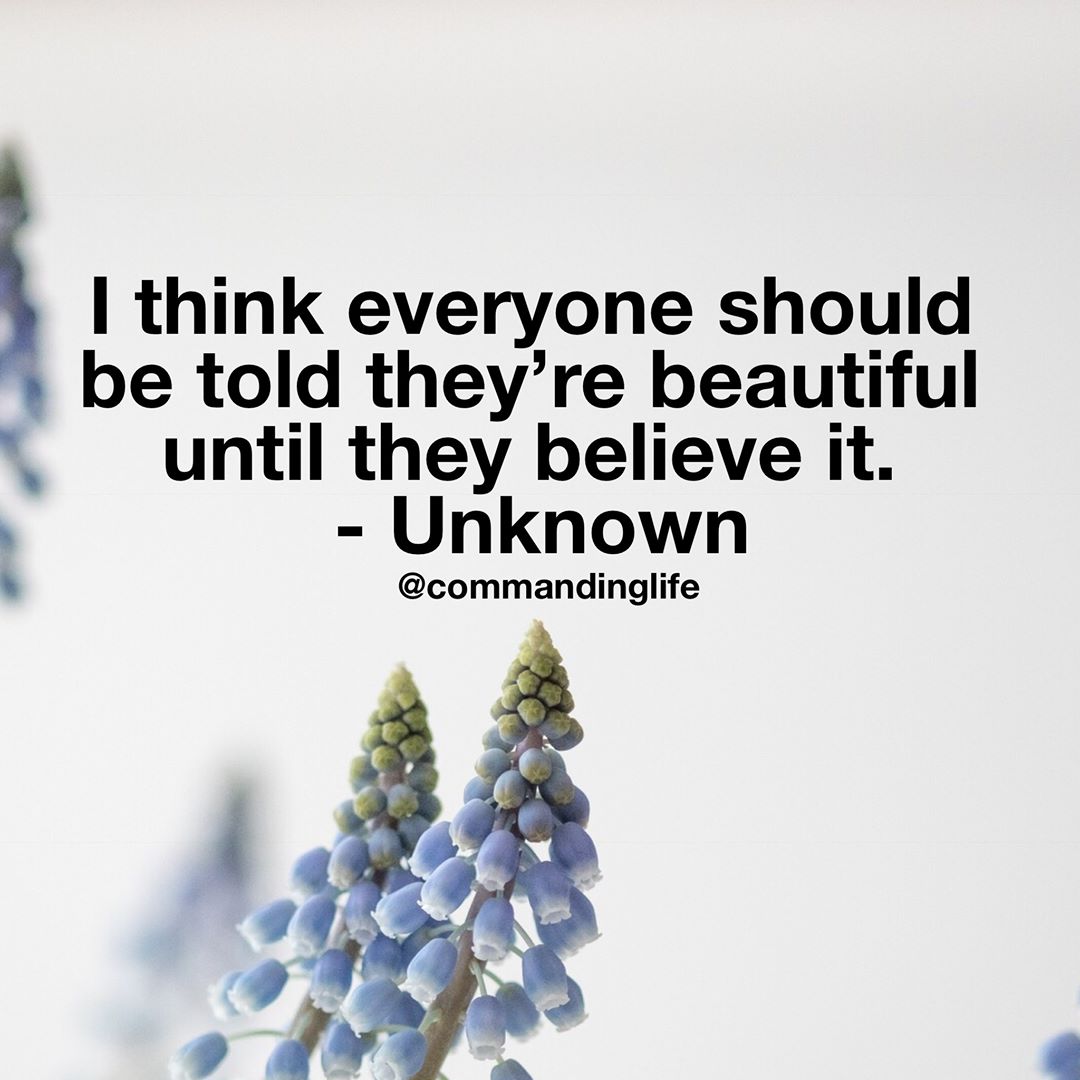 I think everyone should
be told they’re beautiful
until they believe it.
- Unknown
@commandinglife